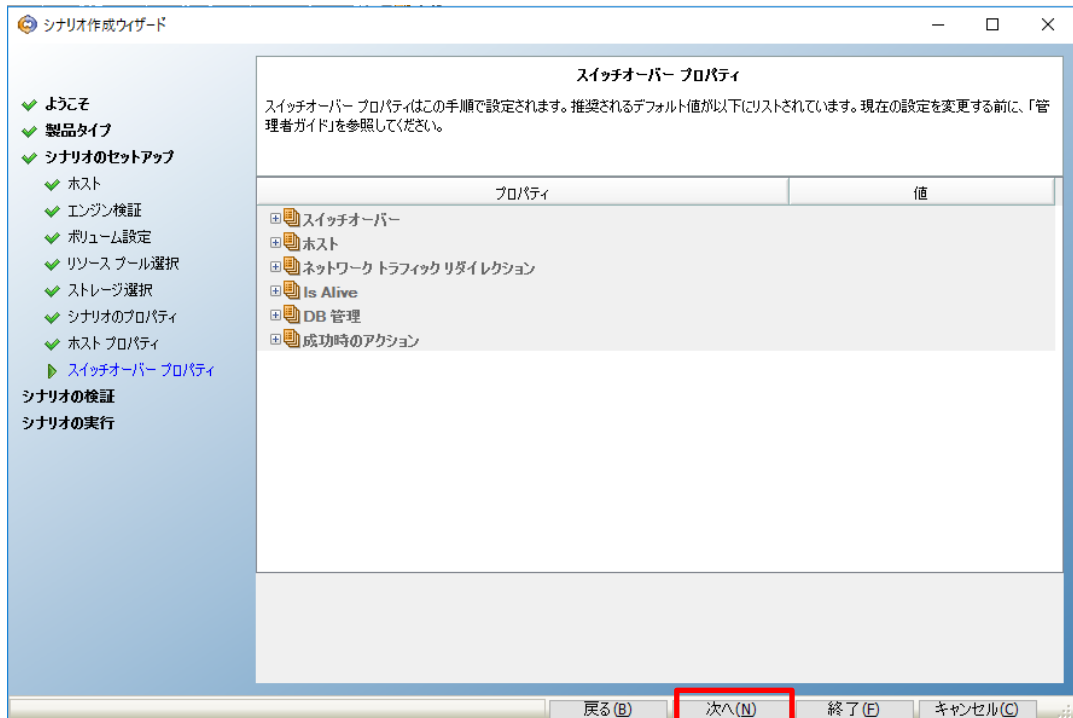 シナリオ作成ウィザード
ようこそ
製品タイプ
シナリオのセットアップ
ホスト
エンジン検証
ボリューム設定
リソース プール選択
ストレージ選択
シナリオのプロパティ
ホスト プロパティ
スイッチオーバー プロパティ
シナリオの検証
シナリオの実行
スイッチオーバー プロパティ
スイッチオーバー プロパティはこの手順で設定されます。推奨されるデフォルト値が以下にリストされています。現在の設定を変更する前に、「管
理者ガイド」を参照してください。
プロパティ 値
スイッチオーバー
ホスト
ネットワーク トラフィック リダイレクション
Is Alive
DB 管理
成功時のアクション
戻る(B) 次へ(N) 終了(F) キャンセル(C)